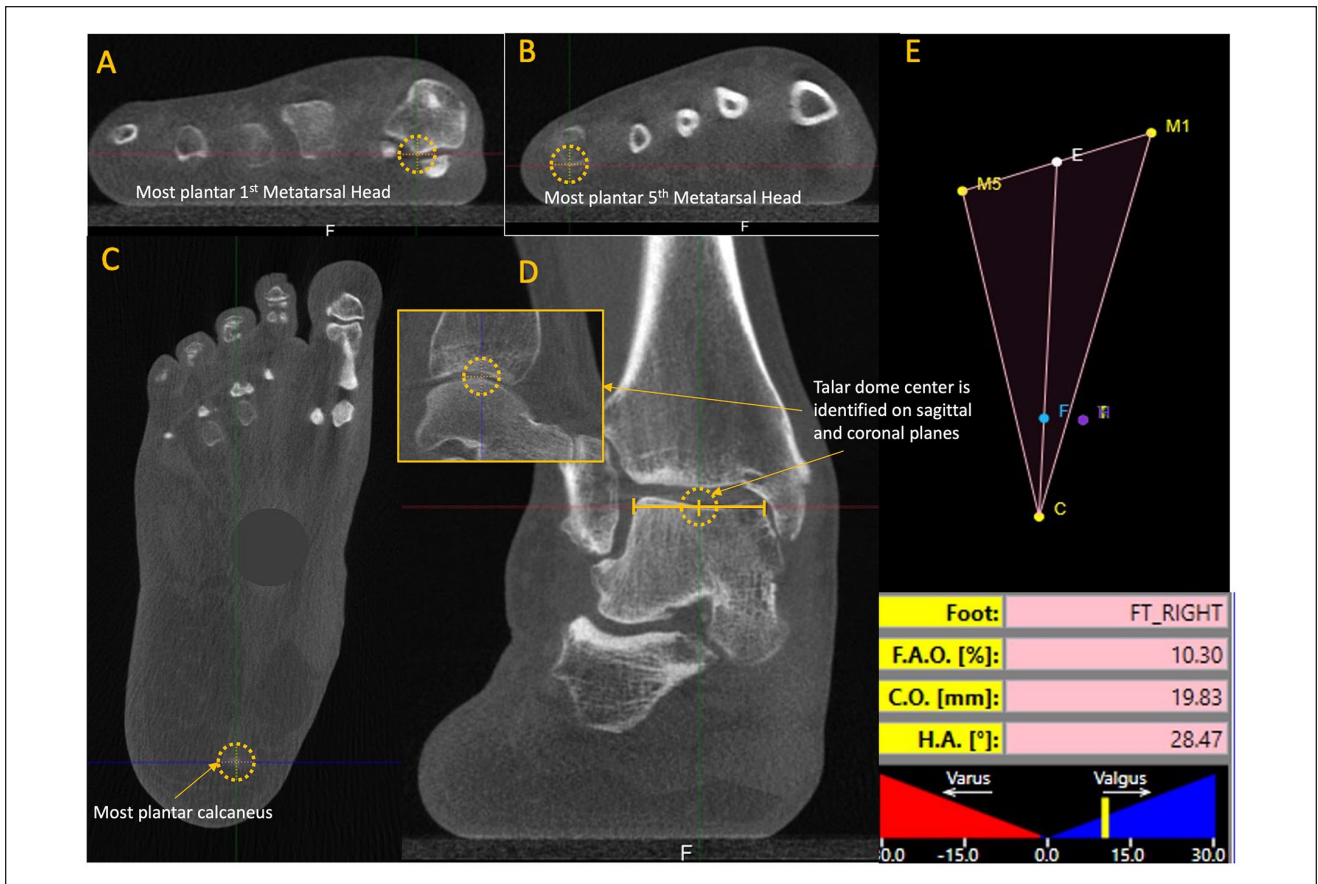 A
Most plantar 1st Metatarsal Head
F
B
Most plantar 5th Metatarsal Head
F
C
Most plantar calcaneus
D
Talar dome center is
identified on sagittal
and coronal planes
F
E
M1
E
M5
F
C
Foot: FT_RIGHT
F.A.O. [%]: 10.30
C.O. [mm]: 19.83
H.A. [°]: 28.47
Varus Valgus
-15.0 0.0 15.0 30.0